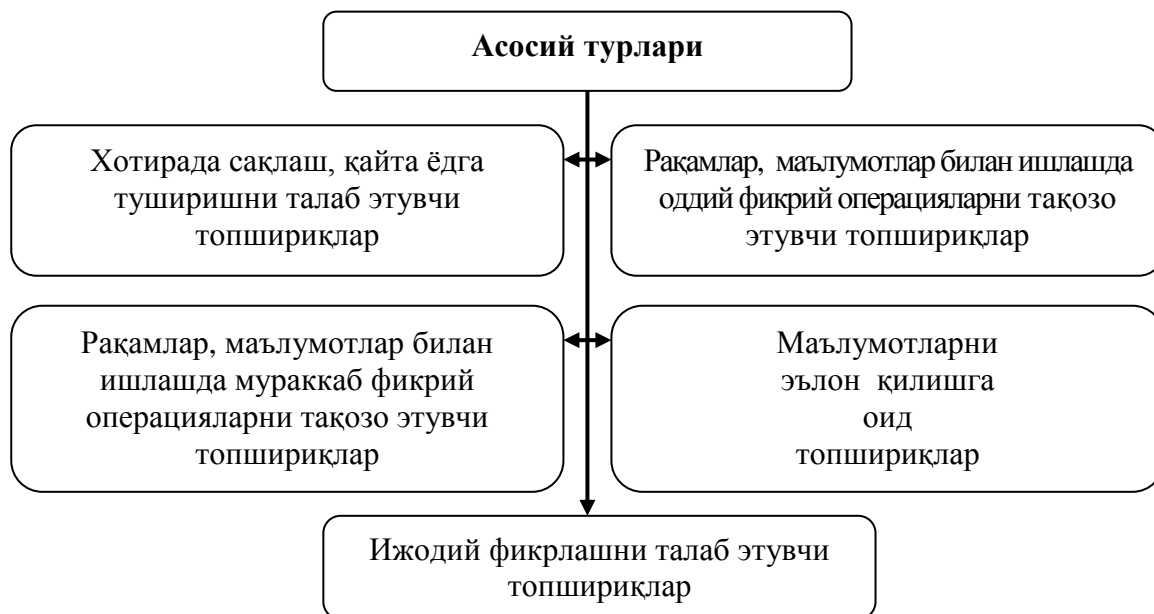 Асосий турлари
Хотирада сақлаш, қайта ёдга
туширишни талаб этувчи
топшириқлар
Рақамлар, маълумотлар билан ишлашда
оддий фикрий операцияларни тақозо
этувчи топшириқлар
Рақамлар, маълумотлар билан
ишлашда мураккаб фикрий
операцияларни тақозо этувчи
топшириқлар
Маълумотларни
эълон қилишга
оид
топшириқлар
Ижодий фикрлашни талаб этувчи
топшириқлар